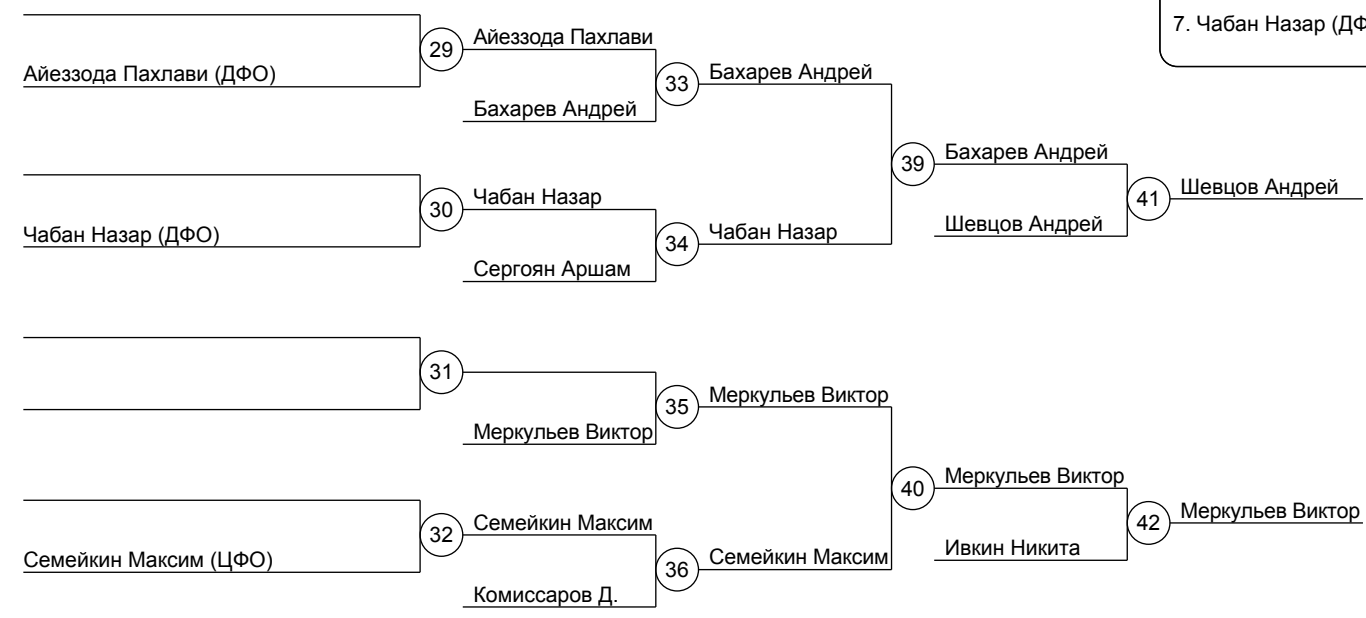 7. Чабан Назар (ДФ
Айеззода Пахлави (ДФО)
29
Айеззода Пахлави
Бахарев Андрей
33
Бахарев Андрей
Чабан Назар (ДФО)
30
Чабан Назар
Сергоян Аршам
34
Чабан Назар
39
Бахарев Андрей
Шевцов Андрей
41
Шевцов Андрей
31
Меркульев Виктор
35
Меркульев Виктор
Семейкин Максим (ЦФО)
32
Семейкин Максим
Комиссаров Д.
36
Семейкин Максим
40
Меркульев Виктор
Ивкин Никита
42
Меркульев Виктор